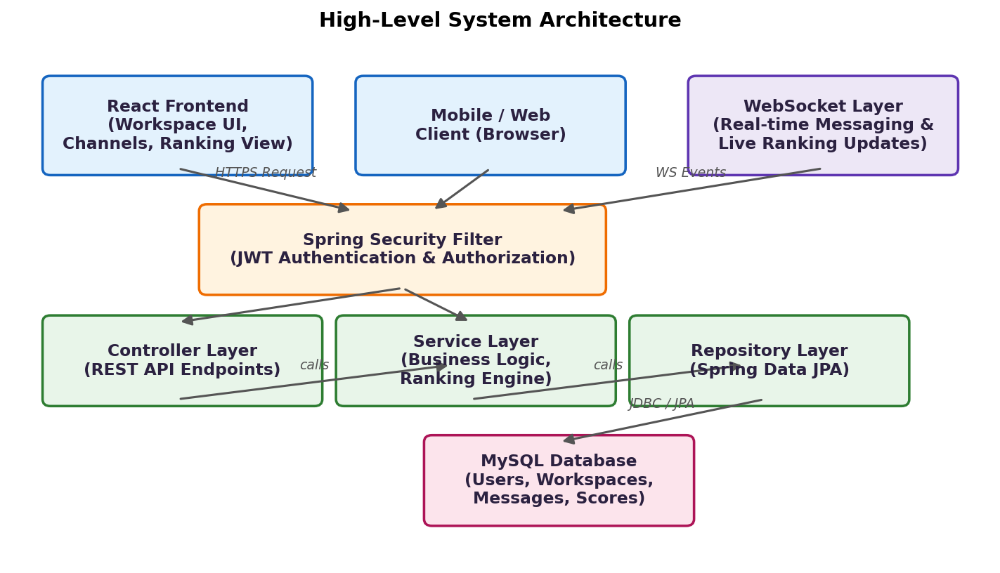 High-Level System Architecture
React Frontend
(Workspace UI,
Channels, Ranking View)
Mobile / Web
Client (Browser)
WebSocket Layer
(Real-time Messaging &
Live Ranking Updates)
HTTPS Request
WS Events
Spring Security Filter
(JWT Authentication & Authorization)
Controller Layer
(REST API Endpoints)
calls
Service Layer
(Business Logic,
Ranking Engine)
calls
Repository Layer
(Spring Data JPA)
JDBC / JPA
MySQL Database
(Users, Workspaces,
Messages, Scores)